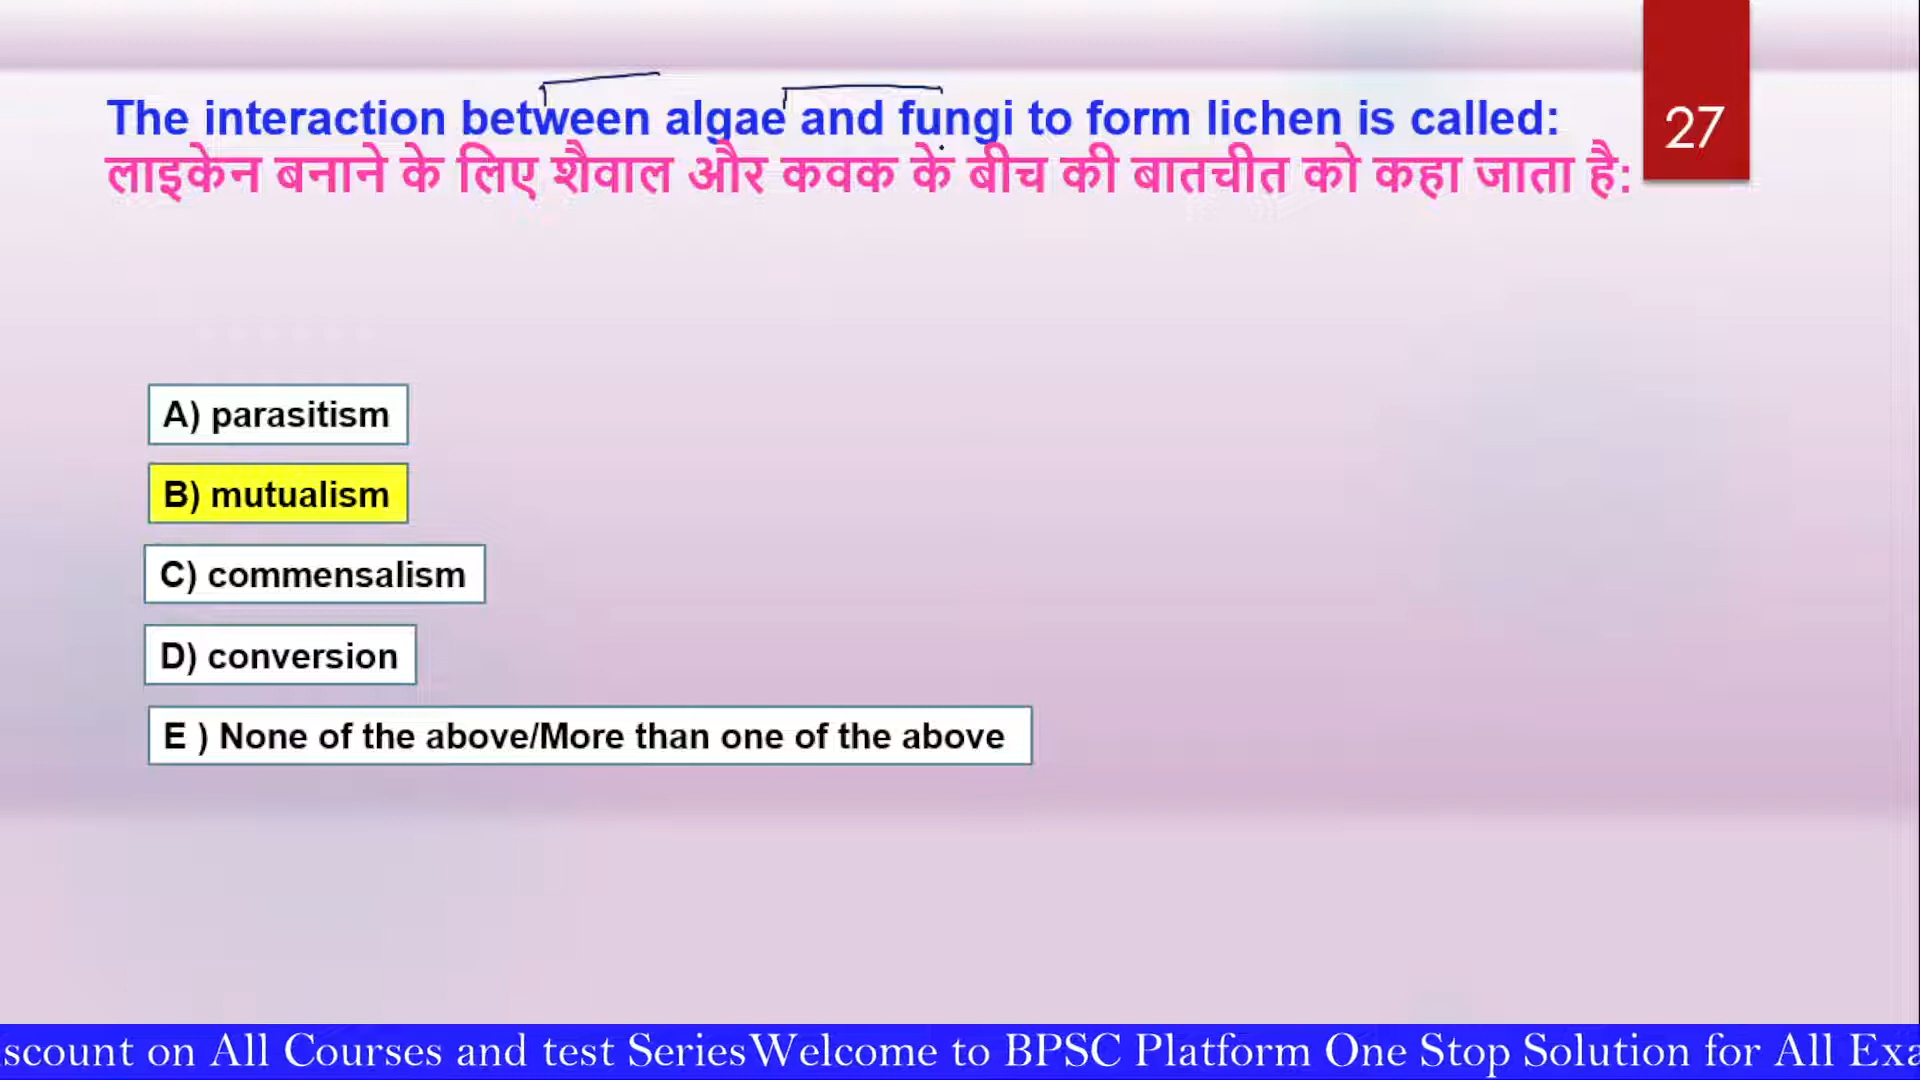 The interaction between algae and fungi to form lichen is called:
लाइकेन बनाने के लिए शैवाल और कवक के बीच की बातचीत को कहा जाता है:
27
A) parasitism
B) mutualism
C) commensalism
D) conversion
E ) None of the above/More than one of the above
scount on All Courses and test SeriesWelcome to BPSC Platform One Stop Solution for All Exa